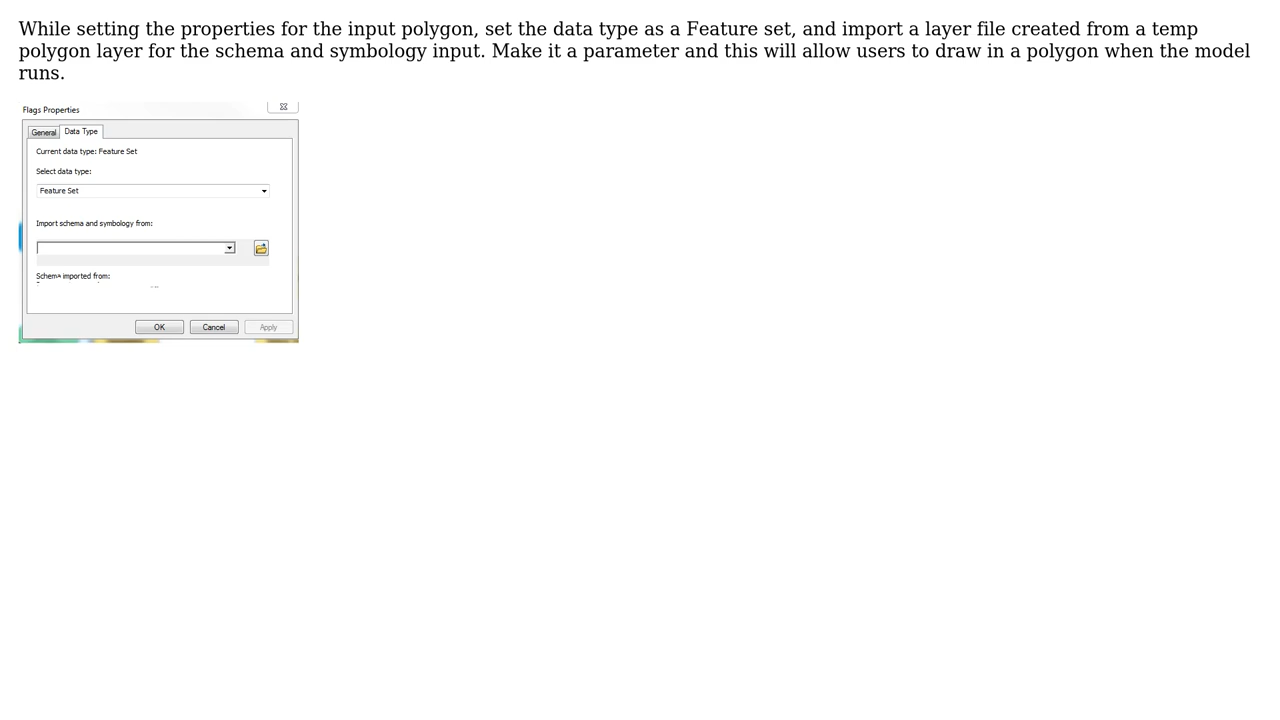 While setting the properties for the input polygon, set the data type as a Feature set, and import a layer file created from a temp
polygon layer for the schema and symbology input. Make it a parameter and this will allow users to draw in a polygon when the model
runs.
Flags Properties
General Data Type
Current data type: Feature Set
Select data type:
Feature Set
Import schema and symbology from:
Schema imported from:
OK Cancel Apply